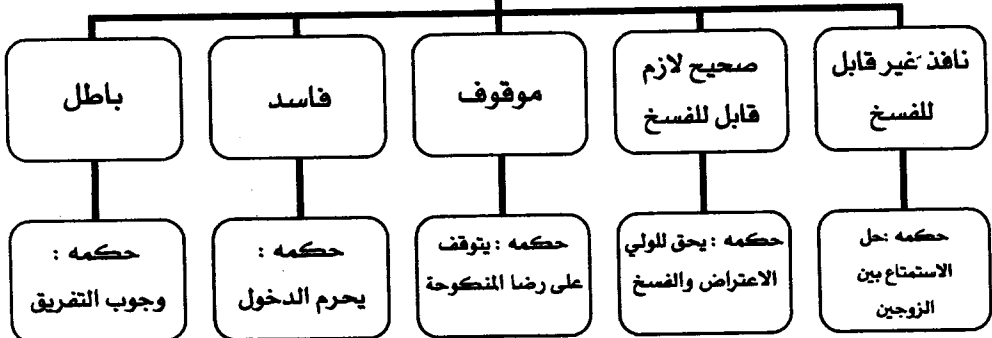 نافذ غير قابل
للفسخ
صحيح لازم
قابل للفسخ
موقوف
فاسد
باطل
حكمه :حل
الاستمتاع بين
الزوجين
حكمه : يحق للولي
الاعتراض والفسخ
حكمه : يتوقف
على رضا المنكوحة
حكمه :
يحرم الدخول
حكمه :
وجوب التفريق